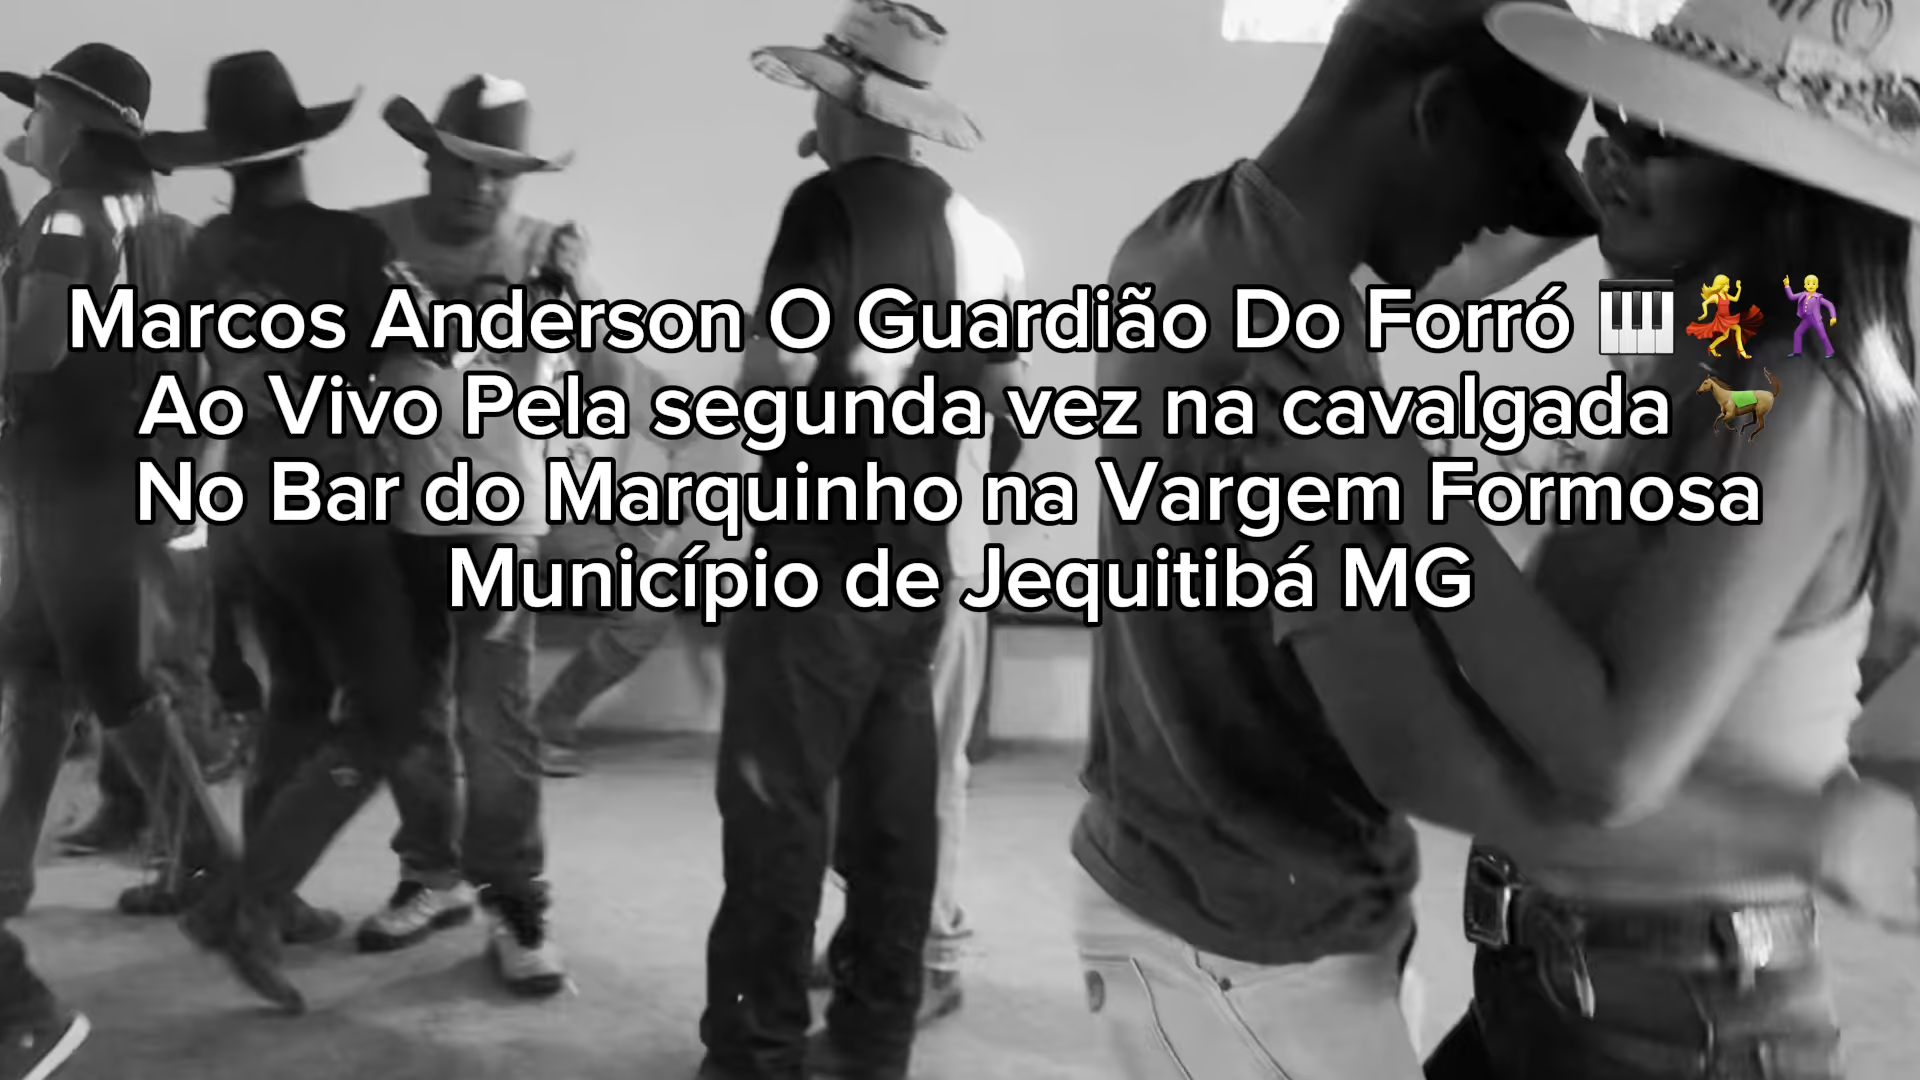 Marcos Anderson O Guardião Do Forró 🎹💃🕺
Ao Vivo Pela segunda vez na cavalgada 🐎
No Bar do Marquinho na Vargem Formosa
Município de Jequitibá MG